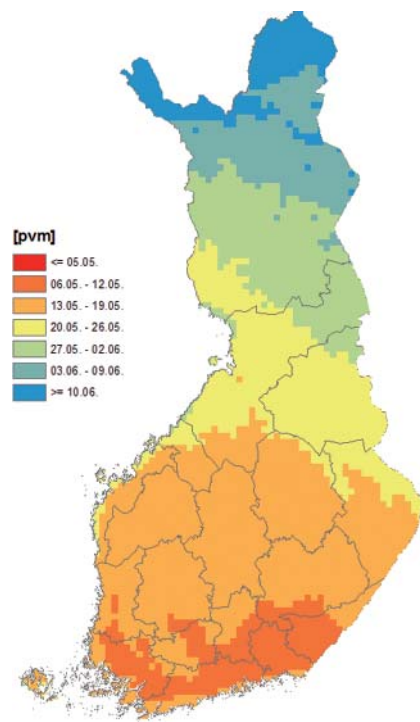 [pvm]
<= 05.05.
06.05. - 12.05.
13.05. - 19.05.
20.05. - 26.05.
27.05. - 02.06.
03.06. - 09.06.
>= 10.06.